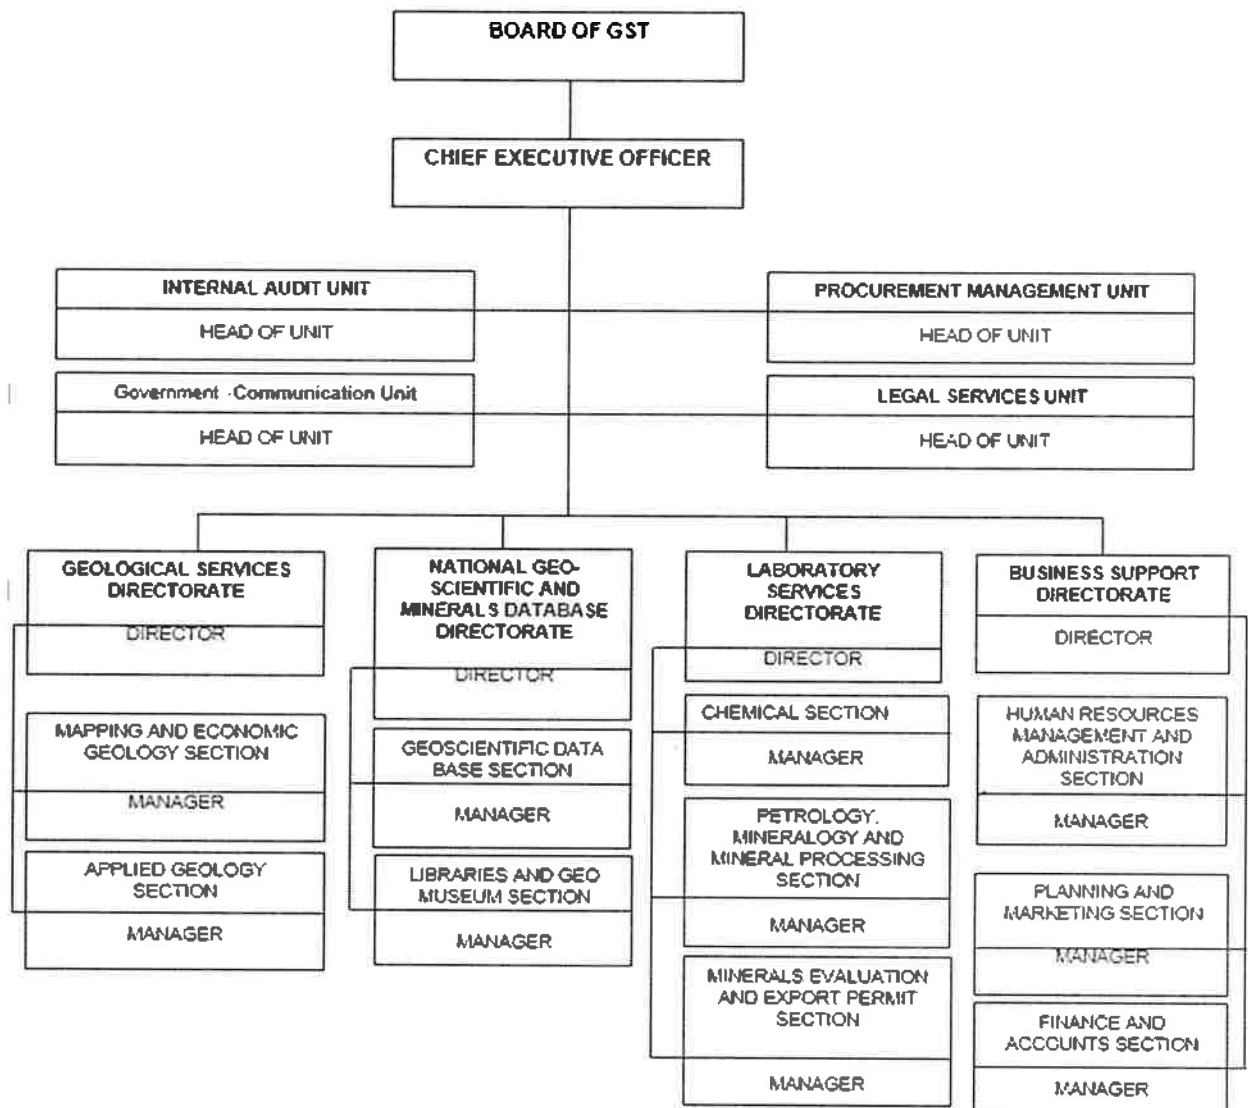 BOARD OF GST
CHIEF EXECUTIVE OFFICER
INTERNAL AUDIT UNIT
HEAD OF UNIT
PROCUREMENT MANAGEMENT UNIT
HEAD OF UNIT
Government -Communication Unit
HEAD OF UNIT
LEGAL SERVICES UNIT
HEAD OF UNIT
GEOLOGICAL SERVICES
DIRECTORATE
DIRECTOR
MAPPING AND ECONOMIC
GEOLOGY SECTION
MANAGER
APPLIED GEOLOGY
SECTION
MANAGER
NATIONAL GEO-
SCIENTIFIC AND
MINERALS DATABASE
DIRECTORATE
DIRECTOR
GEOSCIENTIFIC DATA
BASE SECTION
MANAGER
LIBRARIES AND GEO
MUSEUM SECTION
MANAGER
LABORATORY
SERVICES
DIRECTORATE
DIRECTOR
CHEMICAL SECTION
MANAGER
PETROLOGY,
MINERALOGY AND
MINERAL PROCESSING
SECTION
MANAGER
MINERALS EVALUATION
AND EXPORT PERMIT
SECTION
MANAGER
BUSINESS SUPPORT
DIRECTORATE
DIRECTOR
HUMAN RESOURCES
MANAGEMENT AND
ADMINISTRATION
SECTION
MANAGER
PLANNING AND
MARKETING SECTION
MANAGER
FINANCE AND
ACCOUNTS SECTION
MANAGER